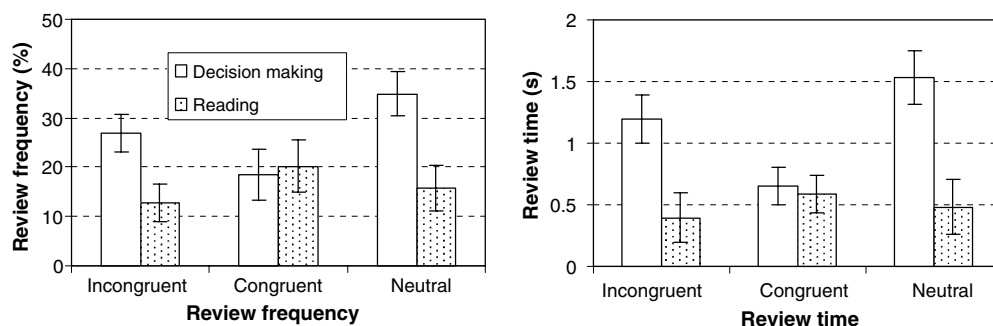 Review frequency (%)
50
40
30
20
10
0
Decision making
Reading
Incongruent Congruent Neutral
Review frequency
Review time (s)
2
1.5
1
0.5
0
Incongruent Congruent Neutral
Review time